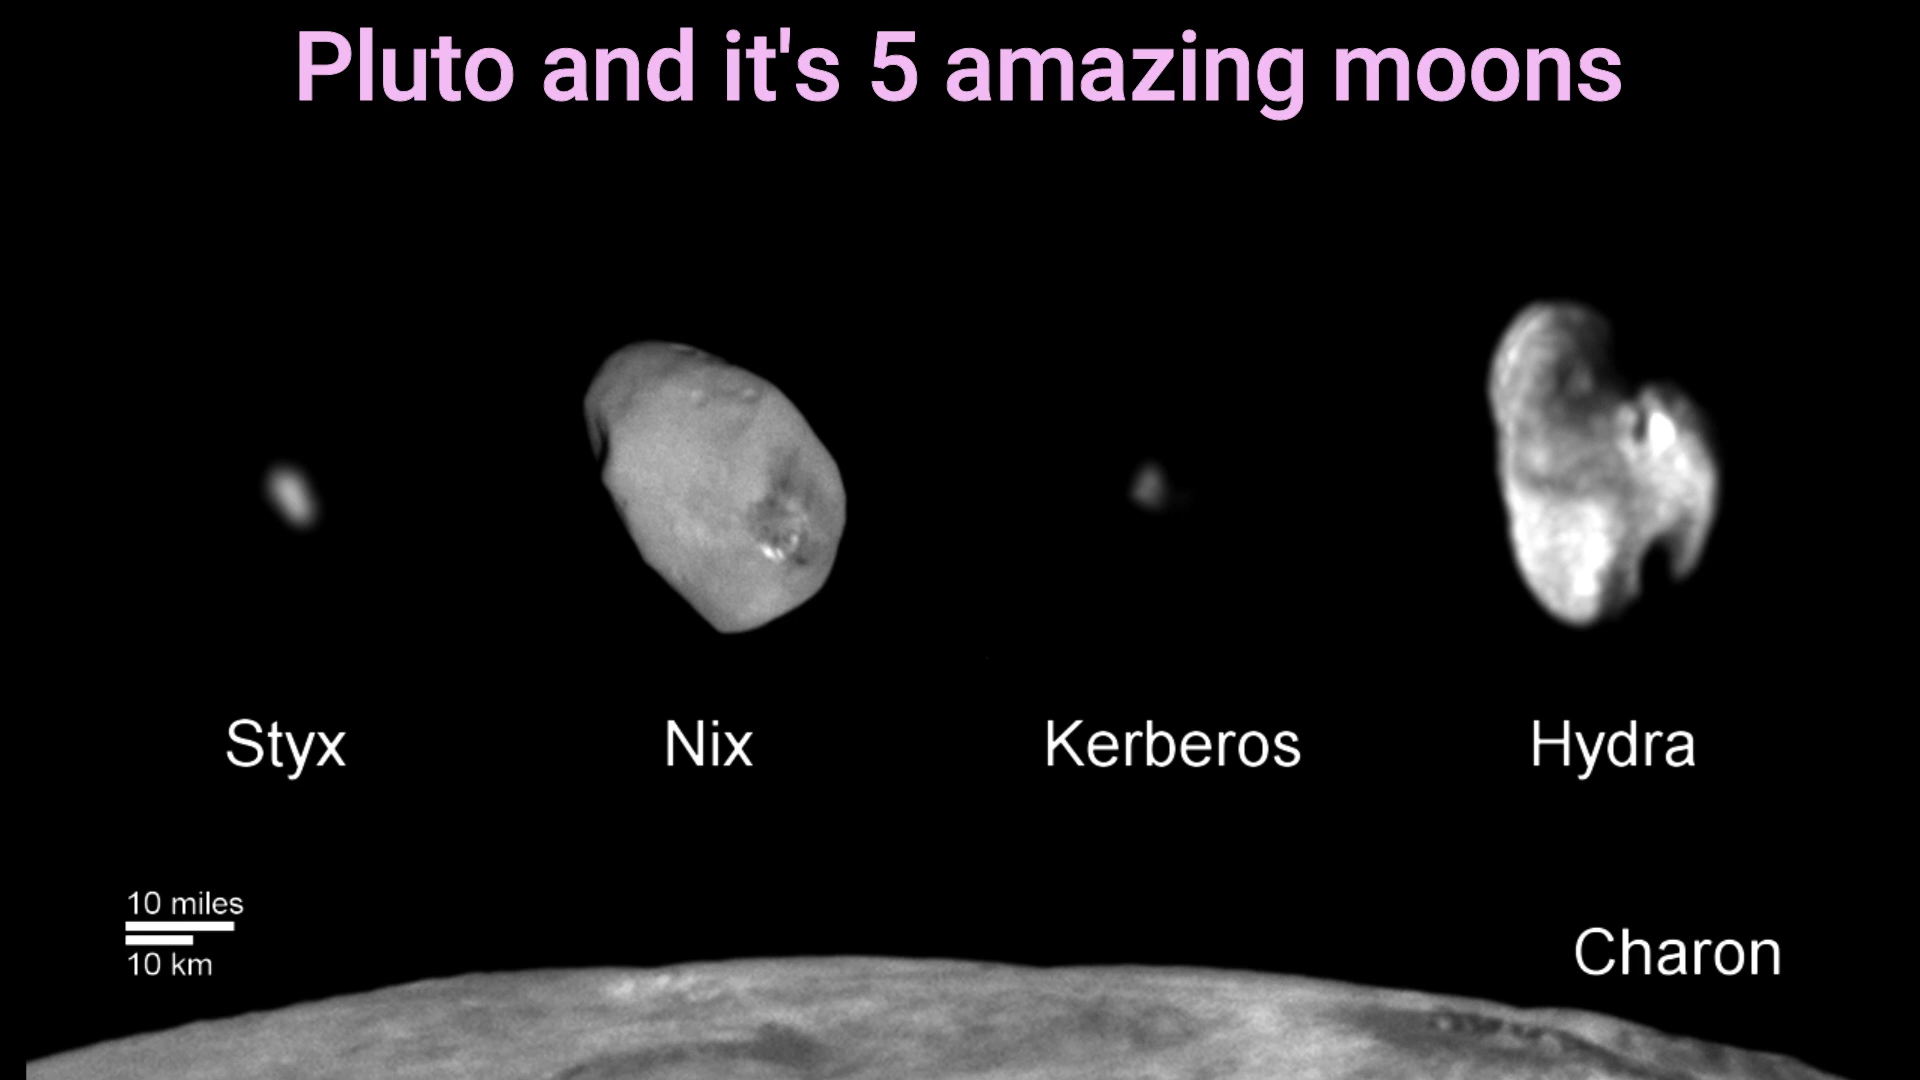 Pluto and it's 5 amazing moons
Styx
Nix
Kerberos
Hydra
10 miles
10 km
Charon